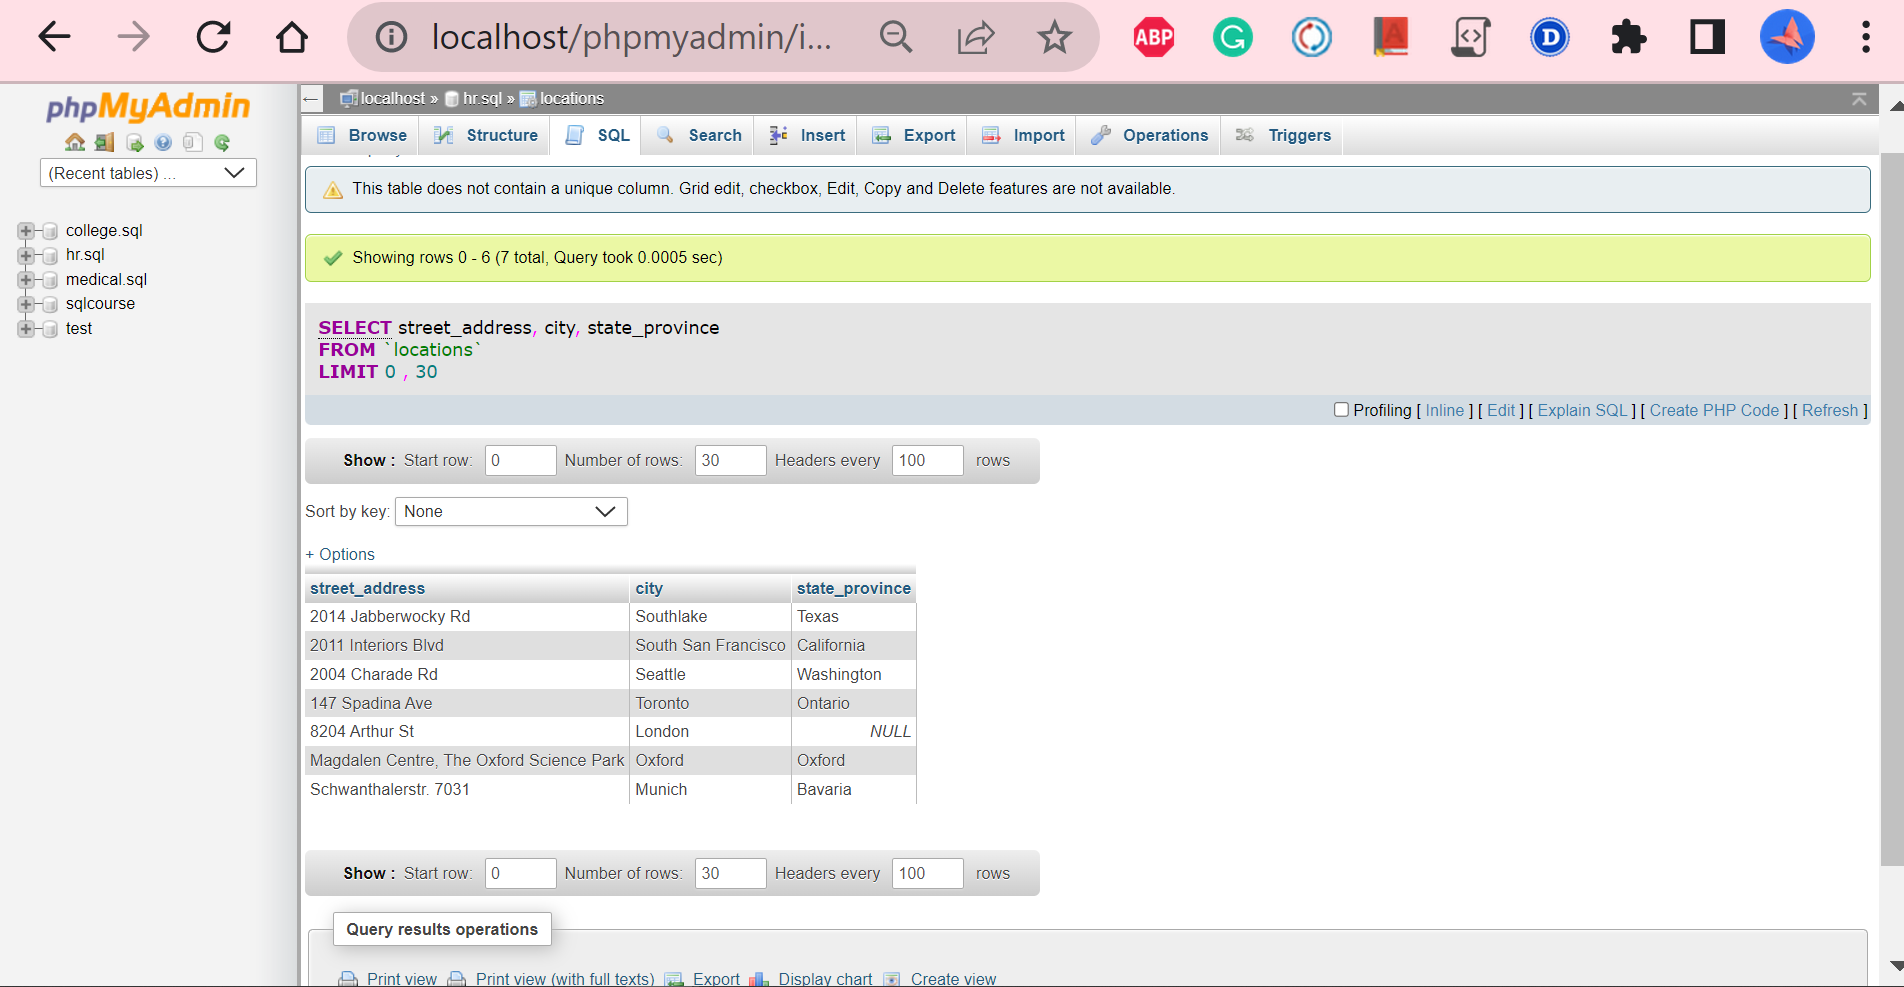 localhost/phpmyadmin/i...
ABP
G
A
D
phpMyAdmin
(Recent tables) ...
college.sql
hr.sql
medical.sql
sqlcourse
test
localhost » hr.sql » locations
Browse Structure SQL Search Insert Export Import Operations Triggers
This table does not contain a unique column. Grid edit, checkbox, Edit, Copy and Delete features are not available.
Showing rows 0 - 6 (7 total, Query took 0.0005 sec)
SELECT street_address, city, state_province
FROM `locations`
LIMIT 0 , 30
Profiling [ Inline ] [ Edit ] [ Explain SQL ] [ Create PHP Code ] [ Refresh ]
Show : Start row: 0 Number of rows: 30 Headers every 100 rows
Sort by key: None
+ Options
street_address city state_province
2014 Jabberwocky Rd Southlake Texas
2011 Interiors Blvd South San Francisco California
2004 Charade Rd Seattle Washington
147 Spadina Ave Toronto Ontario
8204 Arthur St London NULL
Magdalen Centre, The Oxford Science Park Oxford Oxford
Schwanthalerstr. 7031 Munich Bavaria
Show : Start row: 0 Number of rows: 30 Headers every 100 rows
Query results operations
Print view Print view (with full texts) Export Display chart Create view